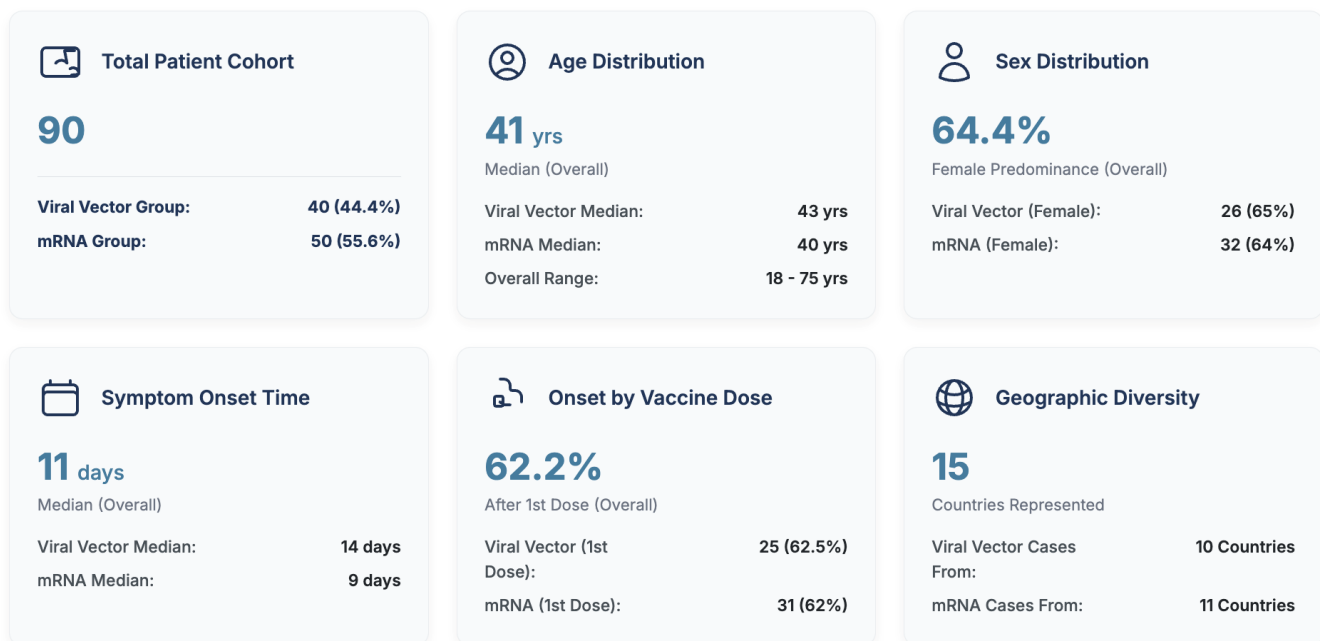 Total Patient Cohort
90
Viral Vector Group: 40 (44.4%)
mRNA Group: 50 (55.6%)
Age Distribution
41 yrs
Median (Overall)
Viral Vector Median: 43 yrs
mRNA Median: 40 yrs
Overall Range: 18 - 75 yrs
Sex Distribution
64.4%
Female Predominance (Overall)
Viral Vector (Female): 26 (65%)
mRNA (Female): 32 (64%)
Symptom Onset Time
11 days
Median (Overall)
Viral Vector Median: 14 days
mRNA Median: 9 days
Onset by Vaccine Dose
62.2%
After 1st Dose (Overall)
Viral Vector (1st 25 (62.5%)
Dose):
mRNA (1st Dose): 31 (62%)
Geographic Diversity
15
Countries Represented
Viral Vector Cases 10 Countries
From:
mRNA Cases From: 11 Countries